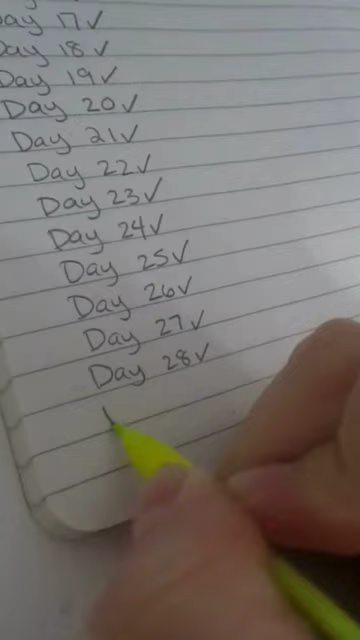 Day 17✓
Day 18✓
Day 19✓
Day 20✓
Day 21✓
Day 22✓
Day 23✓
Day 24✓
Day 25✓
Day 26✓
Day 27✓
Day 28✓